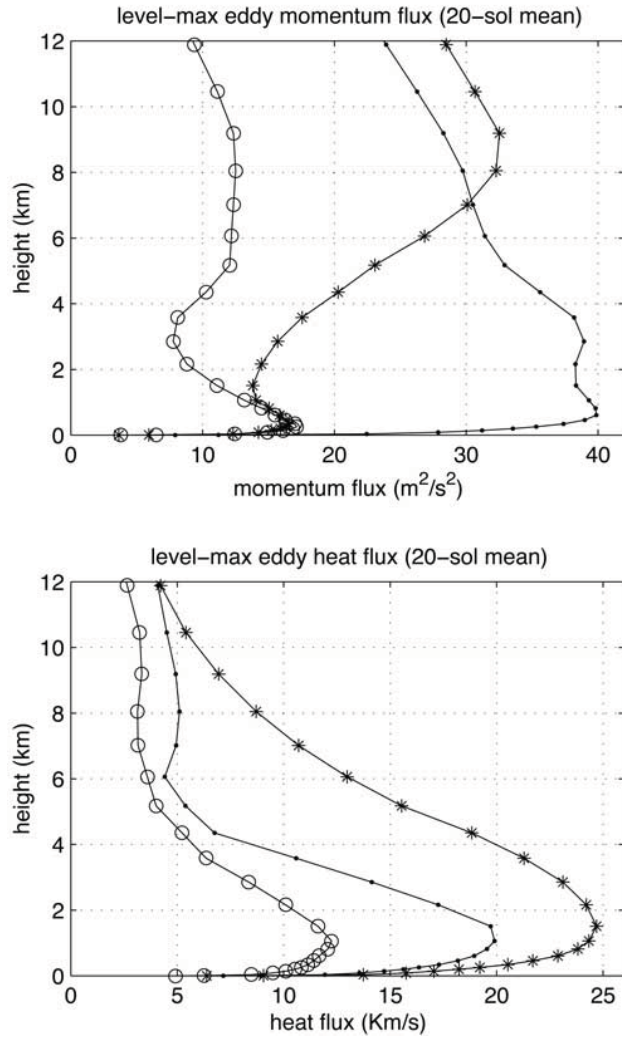 level−max eddy momentum flux (20−sol mean)
12
10
8
6
4
2
0
height (km)
0 10 20 30 40
momentum flux (m²/s²)
level−max eddy heat flux (20−sol mean)
12
10
8
6
4
2
0
height (km)
0 5 10 15 20 25
heat flux (Km/s)